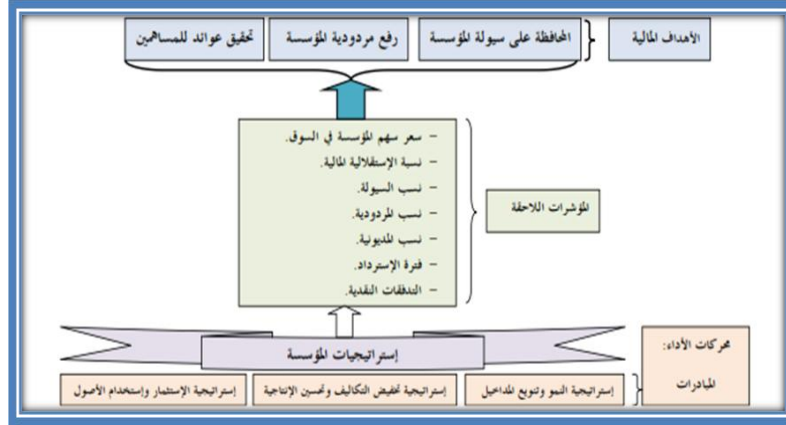 الأهداف المالية
المحافظة على سيولة المؤسسة
رفع مردودية المؤسسة
تحقيق عوائد للمساهمين
المؤشرات اللاحقة
- سعر سهم المؤسسة في السوق.
- نسبة الإستقلالية المالية.
- نسب السيولة.
- نسب المردودية.
- نسب المديونية.
- فترة الإسترداد.
- التدفقات النقدية.
محركات الأداء:
المبادرات
إستراتيجيات المؤسسة
إستراتيجية النمو وتنويع المداخيل
إستراتيجية تخفيض التكاليف وتحسين الإنتاجية
إستراتيجية الإستثمار وإستخدام الأصول